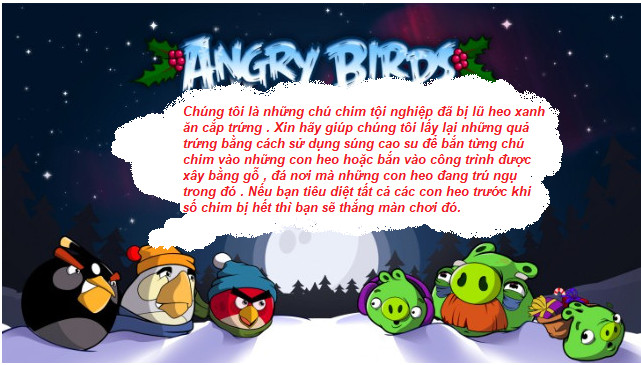 ANGRY BIRDS
Chúng tôi là những chú chim tội nghiệp đã bị lũ heo xanh
ăn cắp trứng . Xin hãy giúp chúng tôi lấy lại những quả
trứng bằng cách sử dụng súng cao su để bắn từng chú
chim vào những con heo hoặc bắn vào công trình được
xây bằng gỗ , đá nơi mà những con heo đang trú ngụ
trong đó . Nếu bạn tiêu diệt tất cả các con heo trước khi
số chim bị hết thì bạn sẽ thắng màn chơi đó.